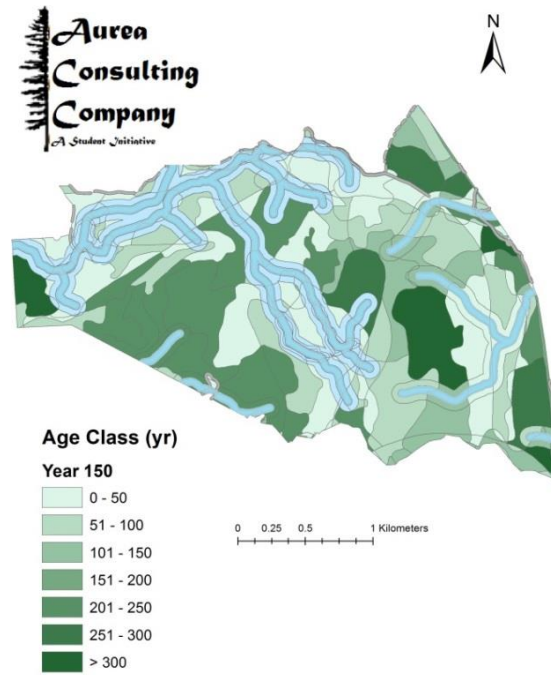 Aurea
Consulting
Company
A Student Initiative
N
Age Class (yr)
Year 150
0 - 50
51 - 100
101 - 150
151 - 200
201 - 250
251 - 300
> 300
0 0.25 0.5 1 Kilometers